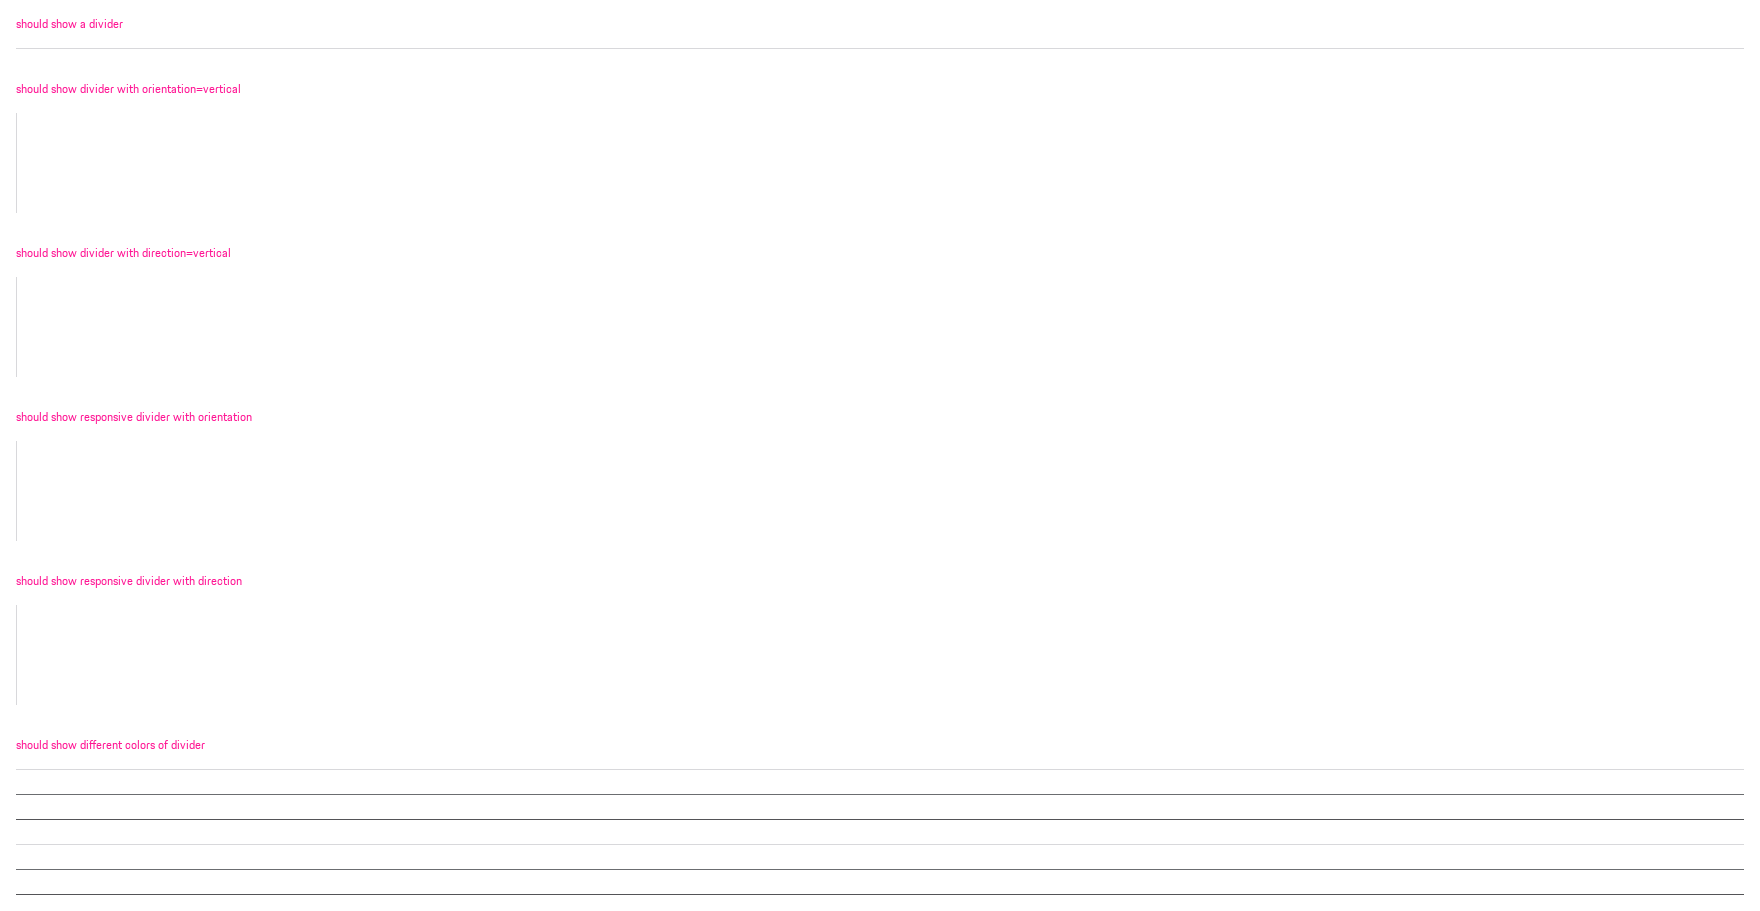 should show a divider
should show divider with orientation=vertical
should show divider with direction=vertical
should show responsive divider with orientation
should show responsive divider with direction
should show different colors of divider